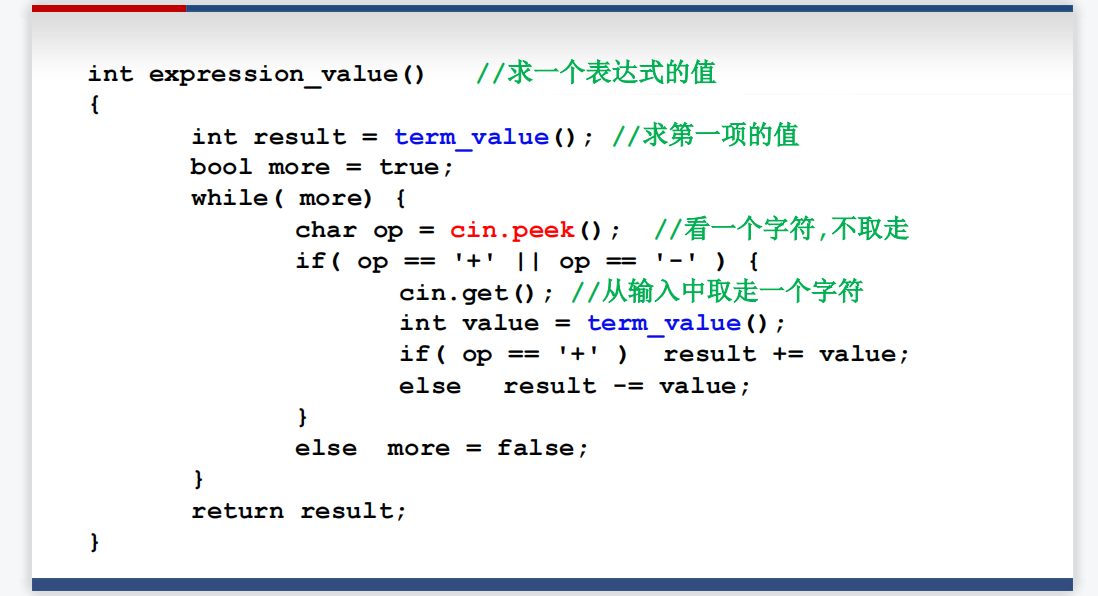 int expression_value() //求一个表达式的值
{
int result = term_value(); //求第一项的值
bool more = true;
while( more) {
char op = cin.peek(); //看一个字符,不取走
if( op == '+' || op == '-' ) {
cin.get(); //从输入中取走一个字符
int value = term_value();
if( op == '+' ) result += value;
else result -= value;
}
else more = false;
}
return result;
}